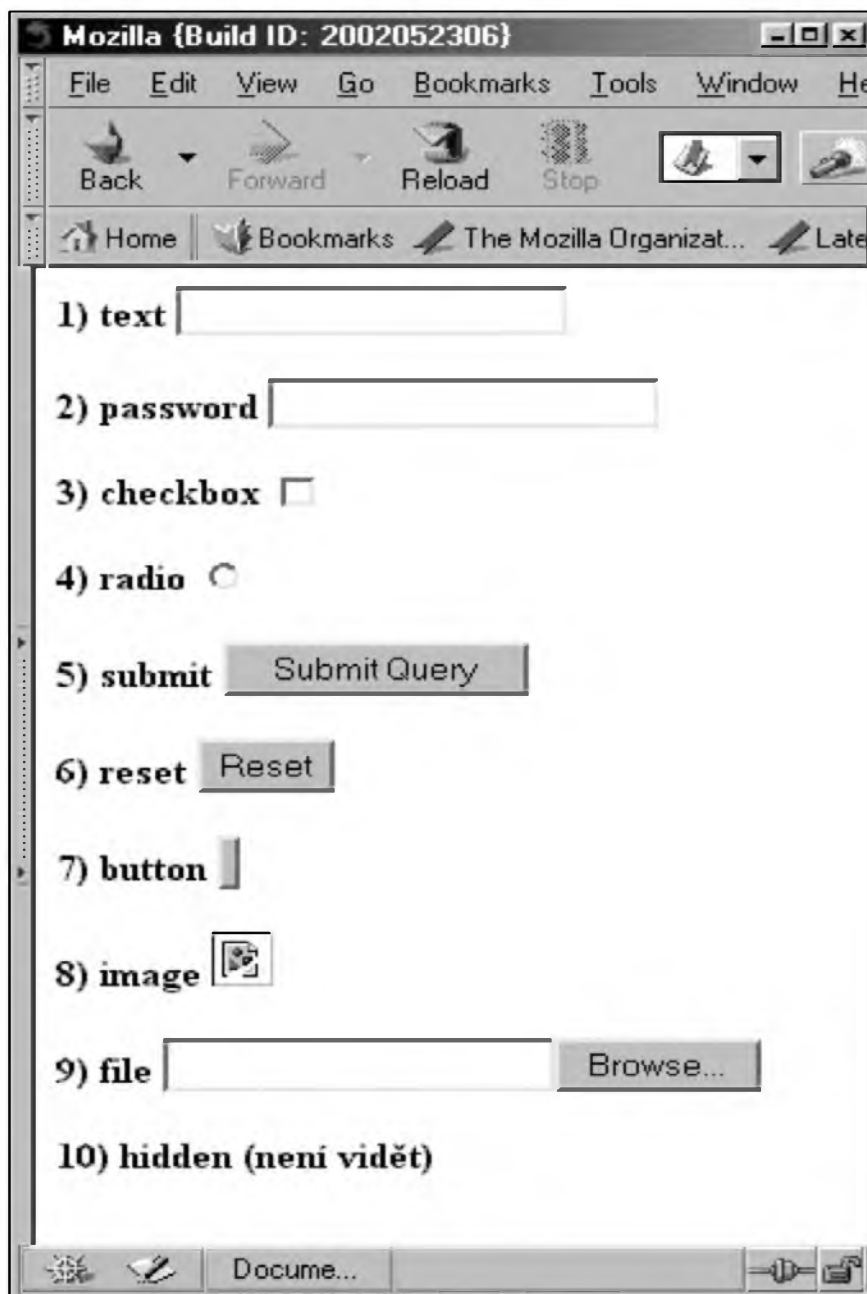 Mozilla {Build ID: 2002052306}
File Edit View Go Bookmarks Tools Window He
Back Forward Reload Stop
Home Bookmarks The Mozilla Organizat... Late
1) text
2) password
3) checkbox
4) radio
5) submit Submit Query
6) reset Reset
7) button
8) image
9) file Browse...
10) hidden (není vidět)
Docume...